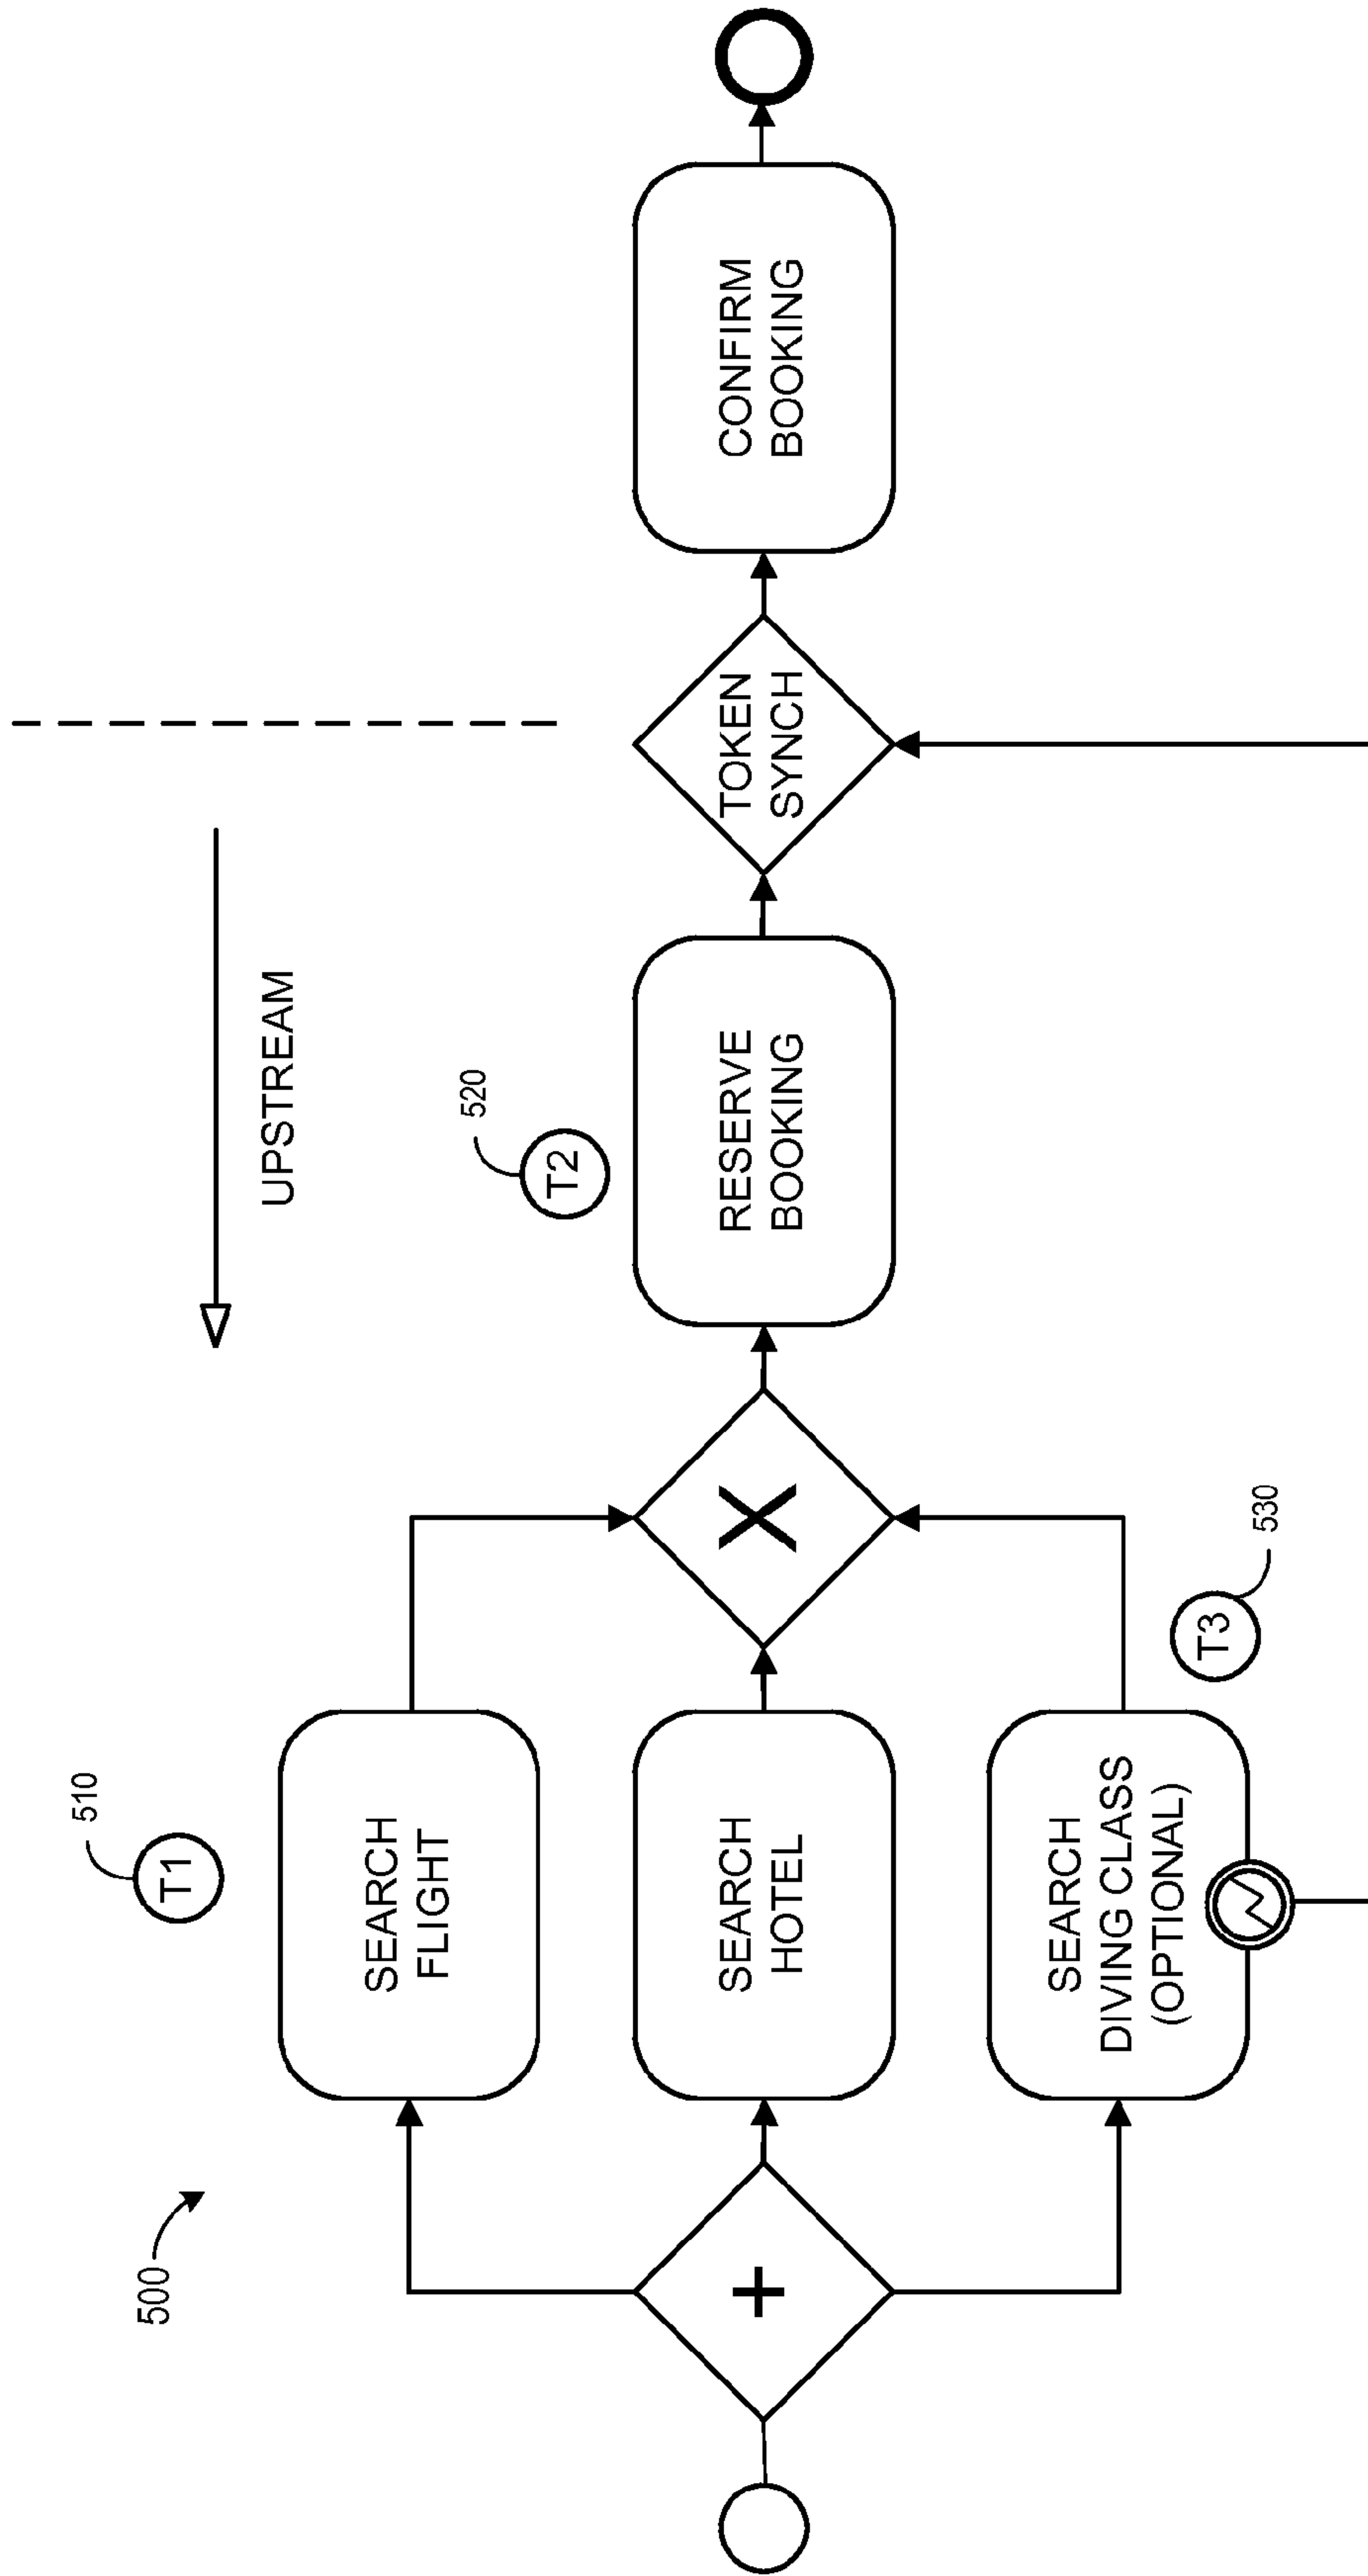 500
T1
510
SEARCH
FLIGHT
SEARCH
HOTEL
SEARCH
DIVING CLASS
(OPTIONAL)
T3
530
+
X
UPSTREAM
T2
520
RESERVE
BOOKING
TOKEN
SYNCH
CONFIRM
BOOKING